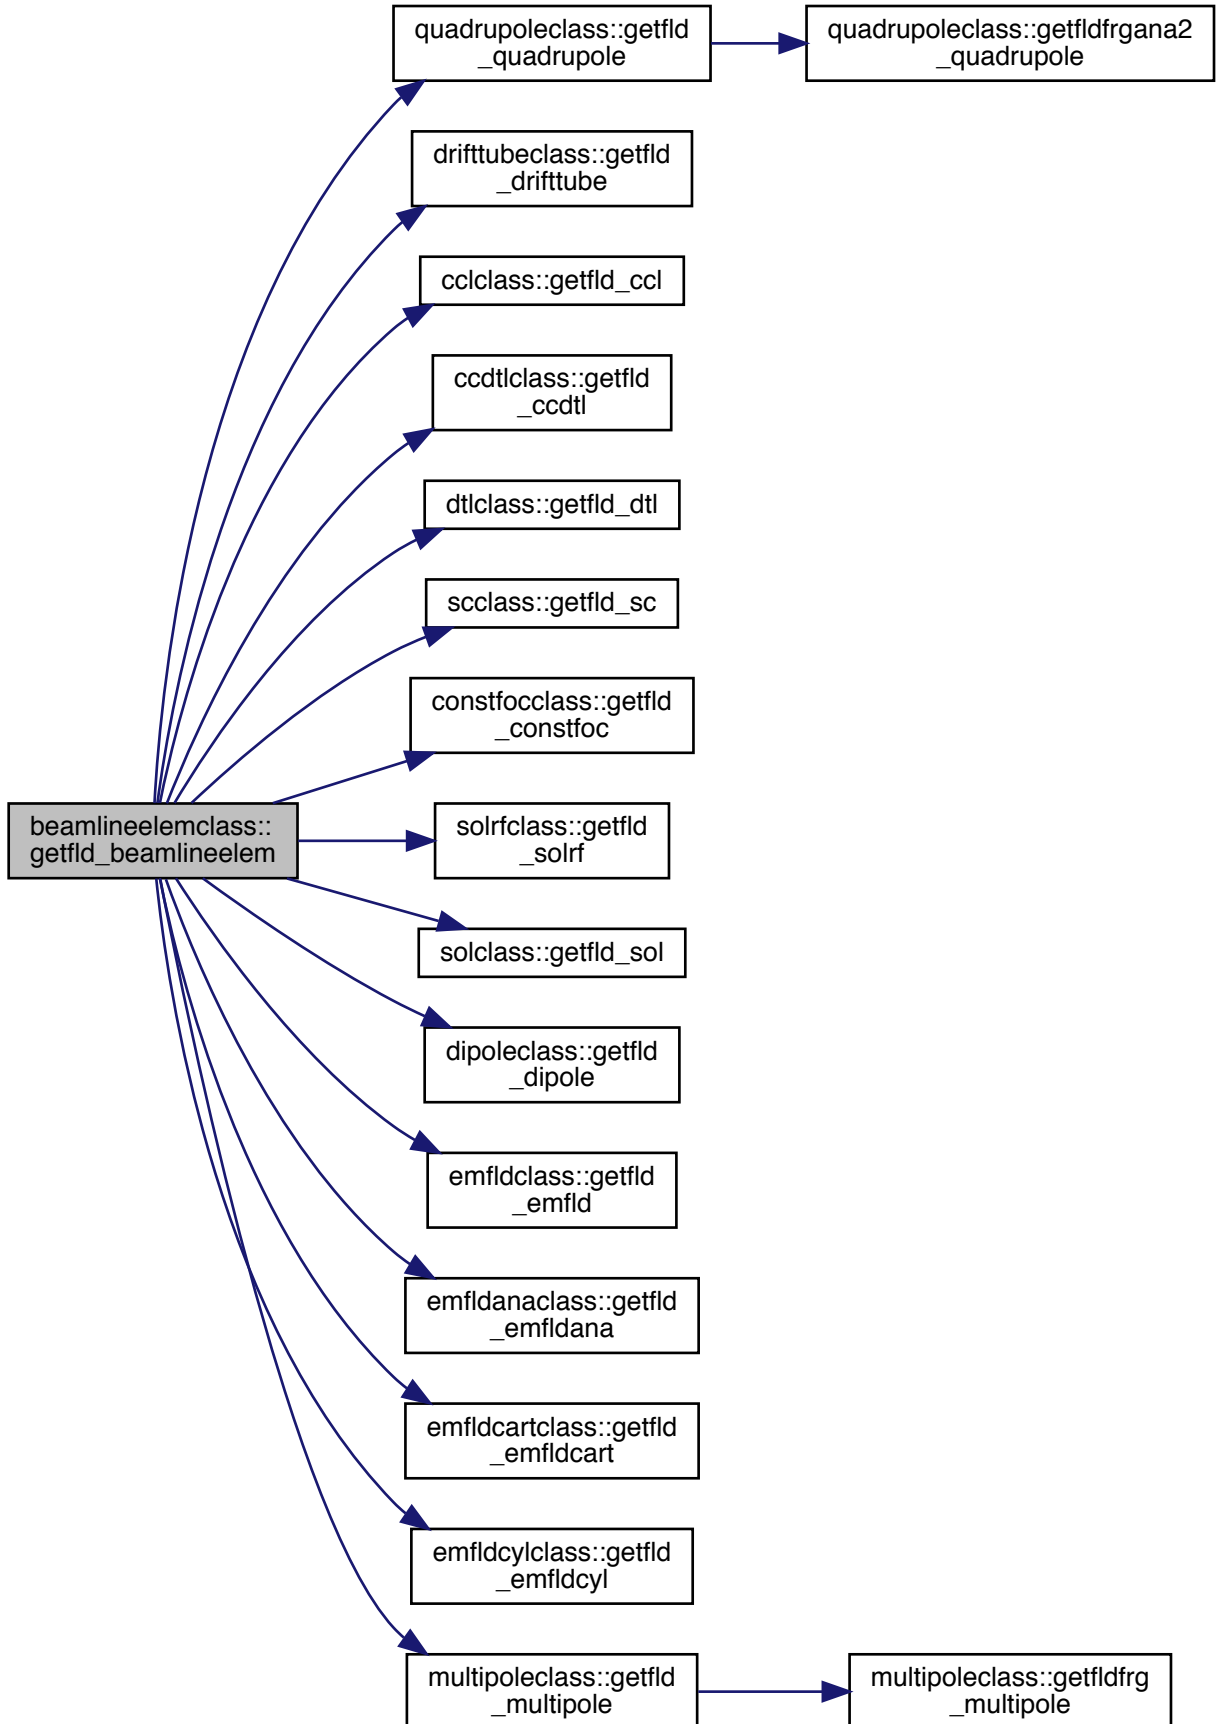 quadrupoleclass::getfld
_quadrupole
quadrupoleclass::getfldfrgana2
_quadrupole
drifttubeclass::getfld
_drifttube
cclclass::getfld_ccl
ccdtlclass::getfld
_ccdtl
dtlclass::getfld_dtl
scclass::getfld_sc
constfocclass::getfld
_constfoc
beamlineelemclass::
getfld_beamlineelem
solrfclass::getfld
_solrf
solclass::getfld_sol
dipoleclass::getfld
_dipole
emfldclass::getfld
_emfld
emfldanaclass::getfld
_emfldana
emfldcartclass::getfld
_emfldcart
emfldcylclass::getfld
_emfldcyl
multipoleclass::getfld
_multipole
multipoleclass::getfldfrg
_multipole